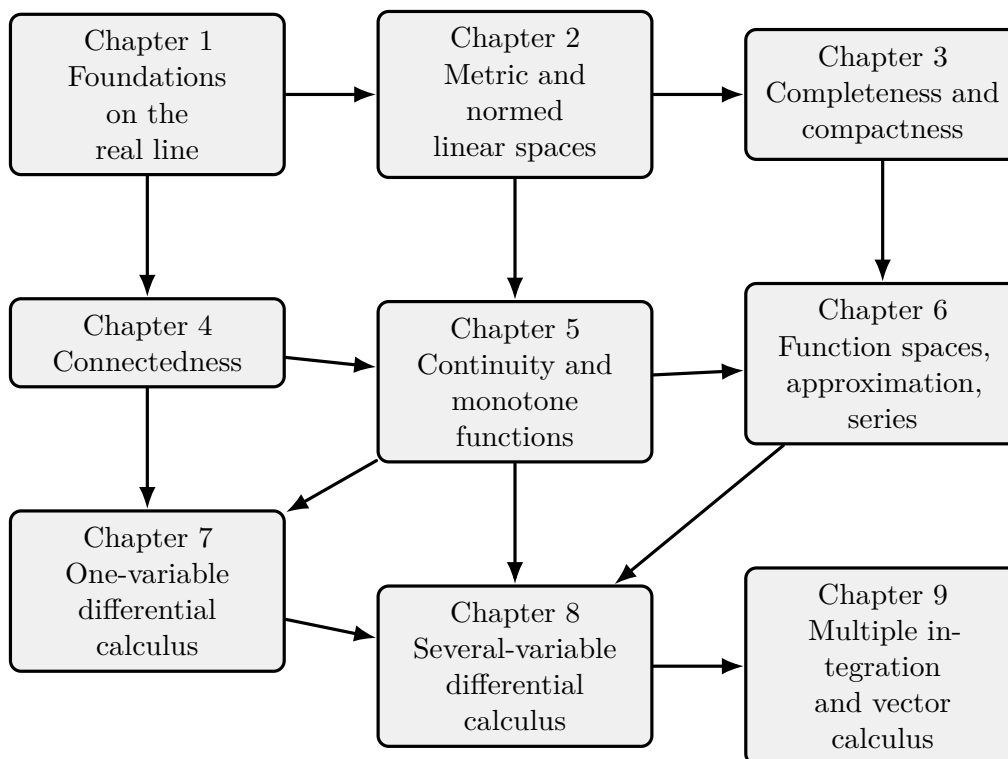 Chapter 1
Foundations
on the
real line
Chapter 2
Metric and
normed
linear spaces
Chapter 3
Completeness and
compactness
Chapter 4
Connectedness
Chapter 5
Continuity and
monotone
functions
Chapter 6
Function spaces,
approximation,
series
Chapter 7
One-variable
differential
calculus
Chapter 8
Several-variable
differential
calculus
Chapter 9
Multiple in-
tegration
and vector
calculus